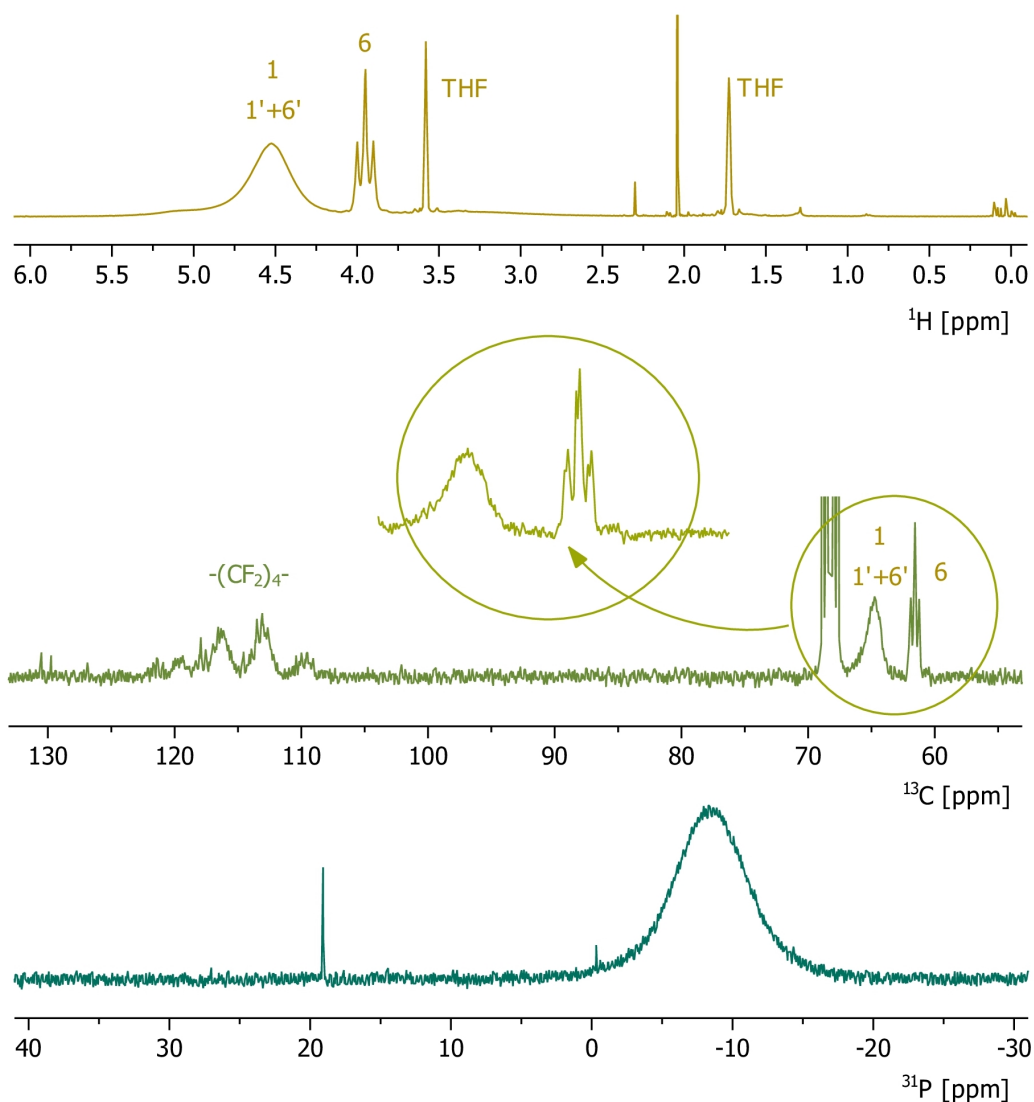 6
1
1'+6'
THF
THF
6.0 5.5 5.0 4.5 4.0 3.5 3.0 2.5 2.0 1.5 1.0 0.5 0.0
¹H [ppm]
-(CF₂)₄-
1
1'+6'
6
130 120 110 100 90 80 70 60
¹³C [ppm]
40 30 20 10 0 -10 -20 -30
³¹P [ppm]